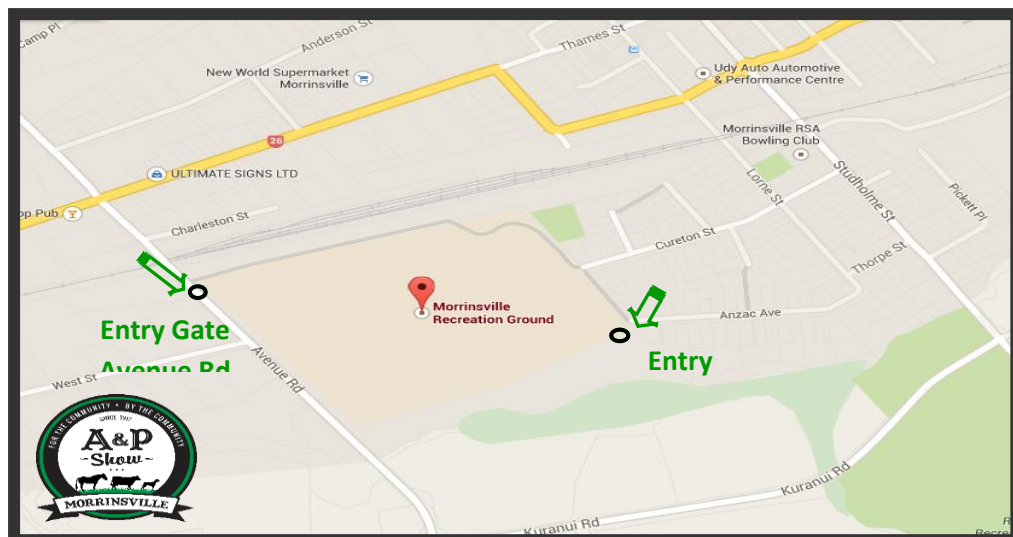 Camp Pl
Anderson St
Thames St
New World Supermarket
Morrinsville
Udy Auto Automotive
& Performance Centre
26
Morrinsville RSA
Bowling Club
ULTIMATE SIGNS LTD
Lorne St
Studholme St
Pickett Pl
op Pub
Charleston St
Cureton St
Thorpe St
Morrinsville
Recreation Ground
Anzac Ave
Entry Gate
Avenue Rd
Entry
Avenue Rd
West St
FOR THE COMMUNITY • BY THE COMMUNITY
SINCE 1917
A&P
~Show~
MORRINSVILLE
Kuranui Rd
Kuranui Rd
R
Recre